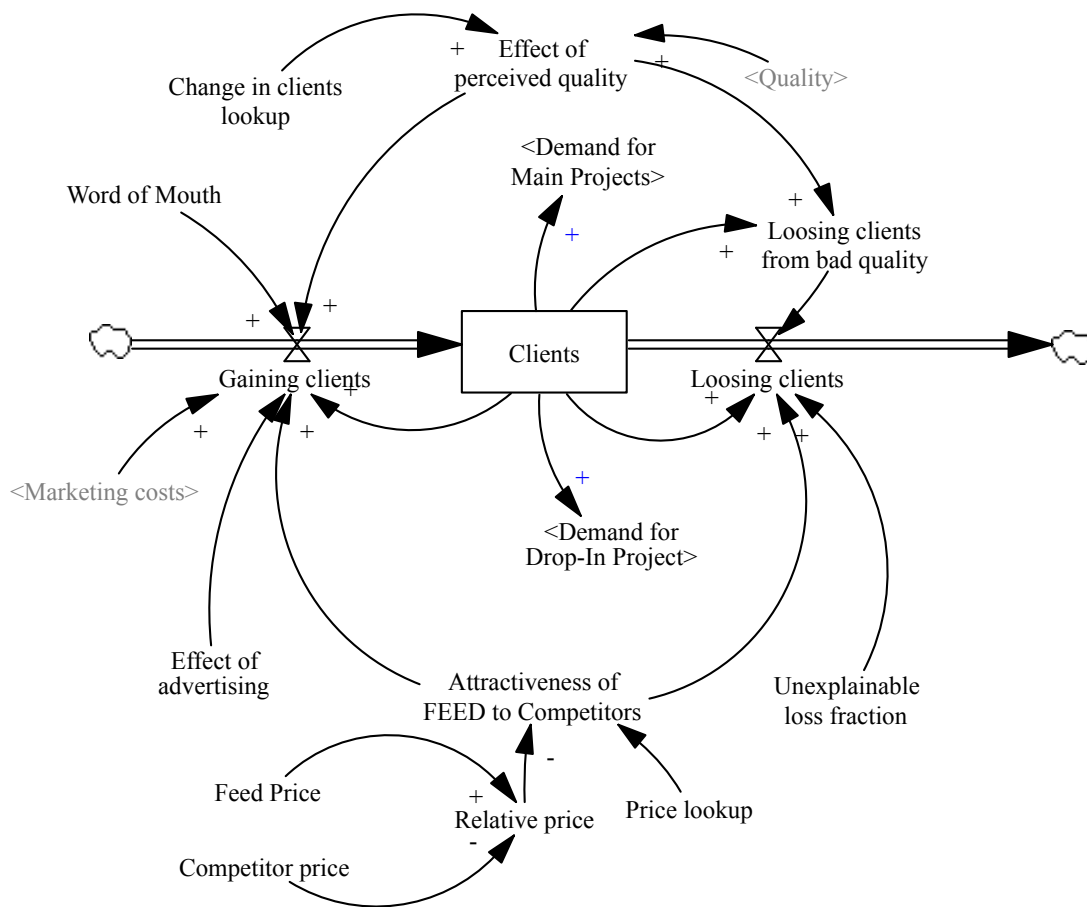 Effect of
perceived quality
+
+
<Quality>
Change in clients
lookup
<Demand for
Main Projects>
Word of Mouth
+
+
Loosing clients
from bad quality
+
+
+
+
Clients
Gaining clients
+
Loosing clients
+
+
+
+
+
<Marketing costs>
+
<Demand for
Drop-In Project>
Effect of
advertising
Attractiveness of
FEED to Competitors
Unexplainable
loss fraction
-
Feed Price
+
Relative price
Price lookup
-
Competitor price